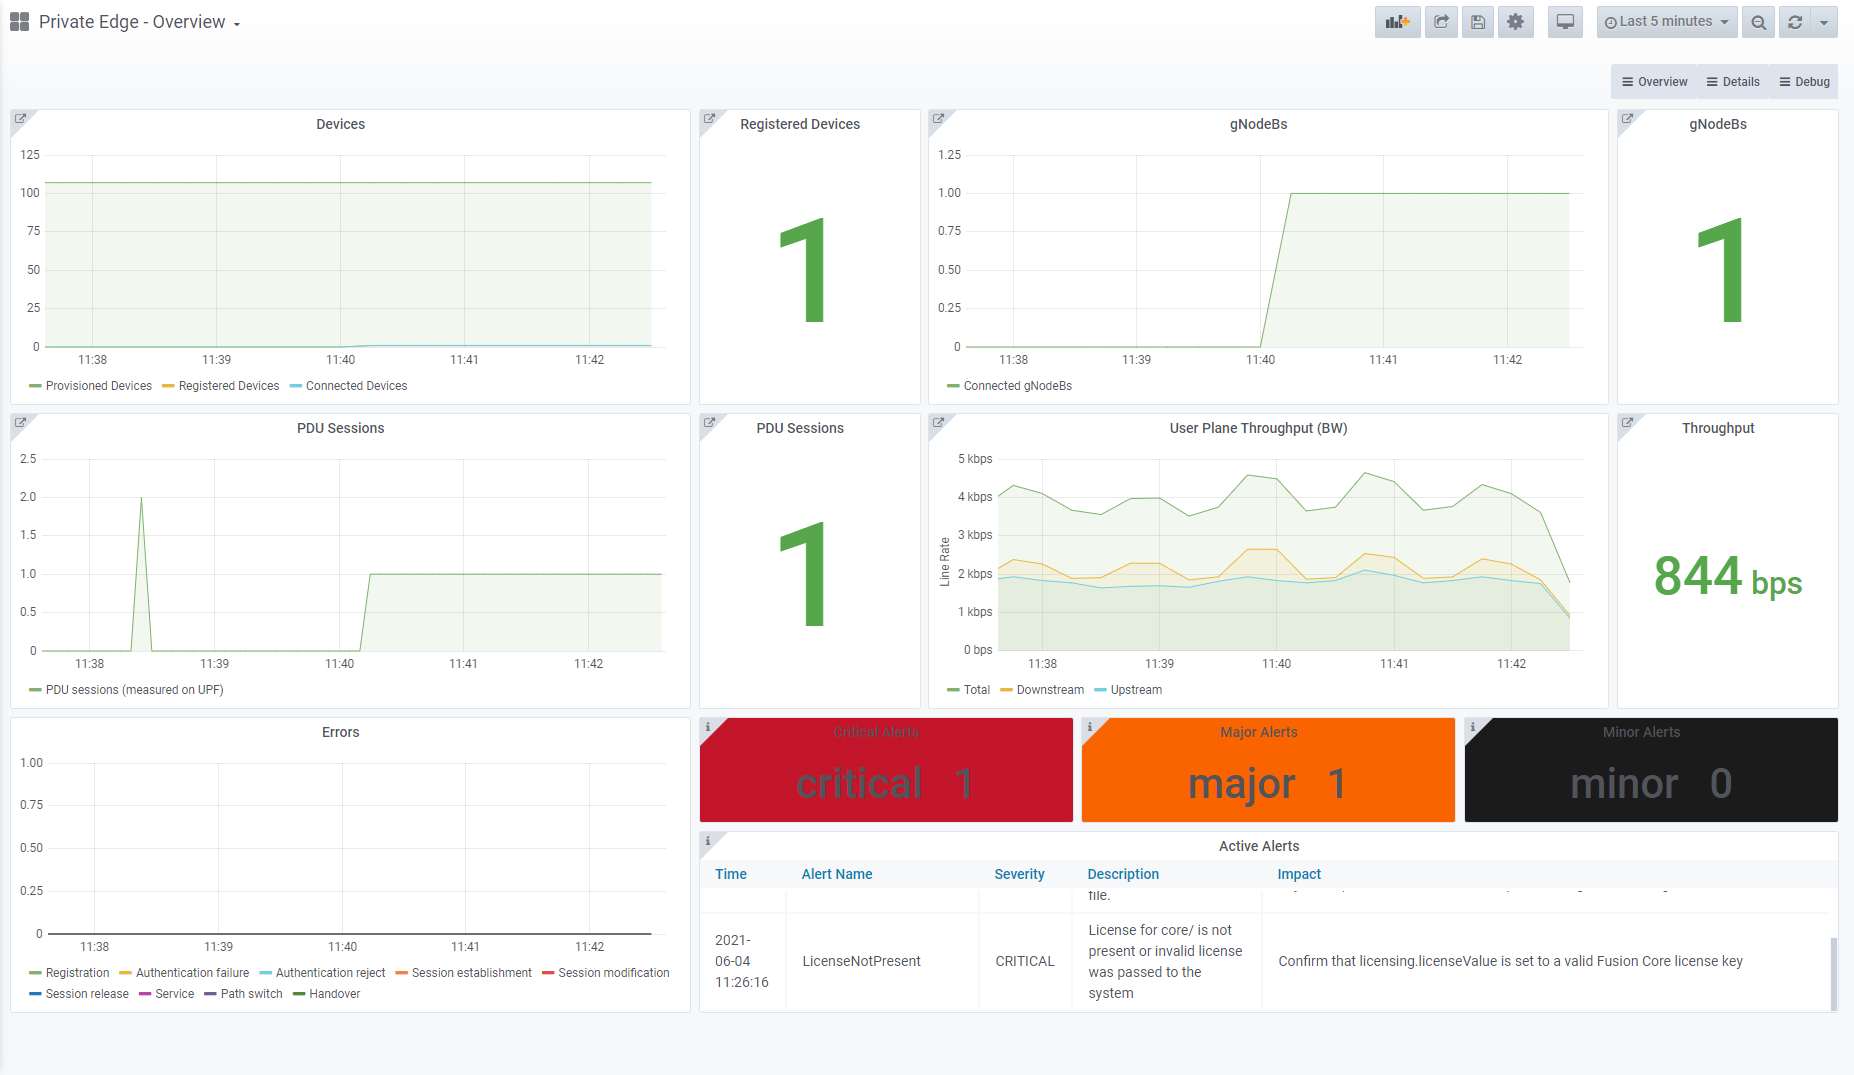 Private Edge - Overview
Last 5 minutes
Overview Details Debug
Devices
125
100
75
50
25
0
11:38 11:39 11:40 11:41 11:42
Provisioned Devices Registered Devices Connected Devices
Registered Devices
1
gNodeBs
1.25
1.00
0.75
0.50
0.25
0
11:38 11:39 11:40 11:41 11:42
Connected gNodeBs
gNodeBs
1
PDU Sessions
2.5
2.0
1.5
1.0
0.5
0
11:38 11:39 11:40 11:41 11:42
PDU sessions (measured on UPF)
PDU Sessions
1
User Plane Throughput (BW)
Line Rate
5 kbps
4 kbps
3 kbps
2 kbps
1 kbps
0 bps
11:38 11:39 11:40 11:41 11:42
Total Downstream Upstream
Throughput
844 bps
Errors
1.00
0.75
0.50
0.25
0
11:38 11:39 11:40 11:41 11:42
Registration Authentication failure Authentication reject Session establishment Session modification
Session release Service Path switch Handover
Critical Alerts
critical 1
Major Alerts
major 1
Minor Alerts
minor 0
Active Alerts
Time Alert Name Severity Description Impact
file.
2021-
06-04
11:26:16
LicenseNotPresent
CRITICAL
License for core/ is not
present or invalid license
was passed to the
system
Confirm that licensing.licenseValue is set to a valid Fusion Core license key